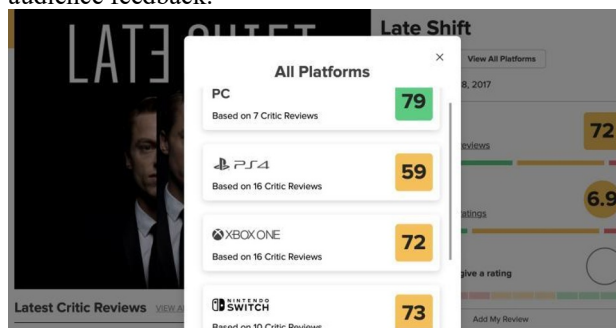 audience feedback.
LATE SHIFT
Late Shift
All Platforms
×
View All Platforms
8, 2017
PC
Based on 7 Critic Reviews
79
reviews
72
PS4
Based on 16 Critic Reviews
59
ratings
6.9
XBOX ONE
Based on 16 Critic Reviews
72
give a rating
NINTENDO
SWITCH
Based on 10 Critic Reviews
73
Latest Critic Reviews
Add My Review